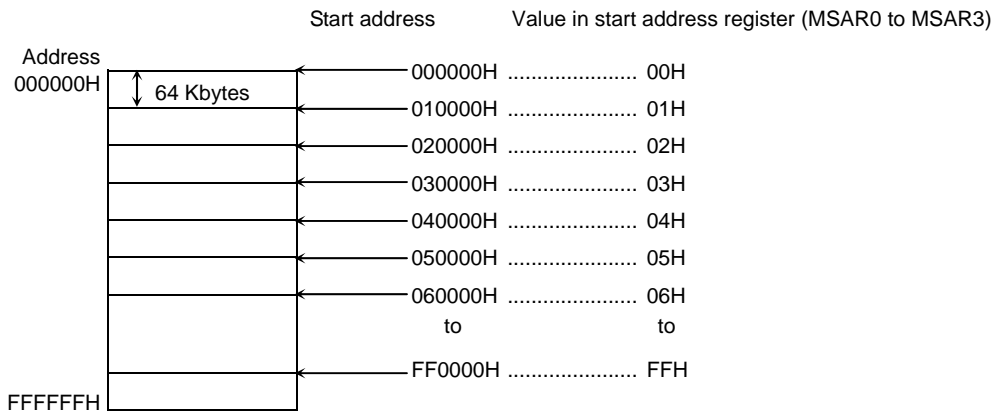 Start address Value in start address register (MSAR0 to MSAR3)
Address
000000H
64 Kbytes
000000H ...................... 00H
010000H ...................... 01H
020000H ...................... 02H
030000H ...................... 03H
040000H ...................... 04H
050000H ...................... 05H
060000H ...................... 06H
to to
FF0000H ...................... FFH
FFFFFFH